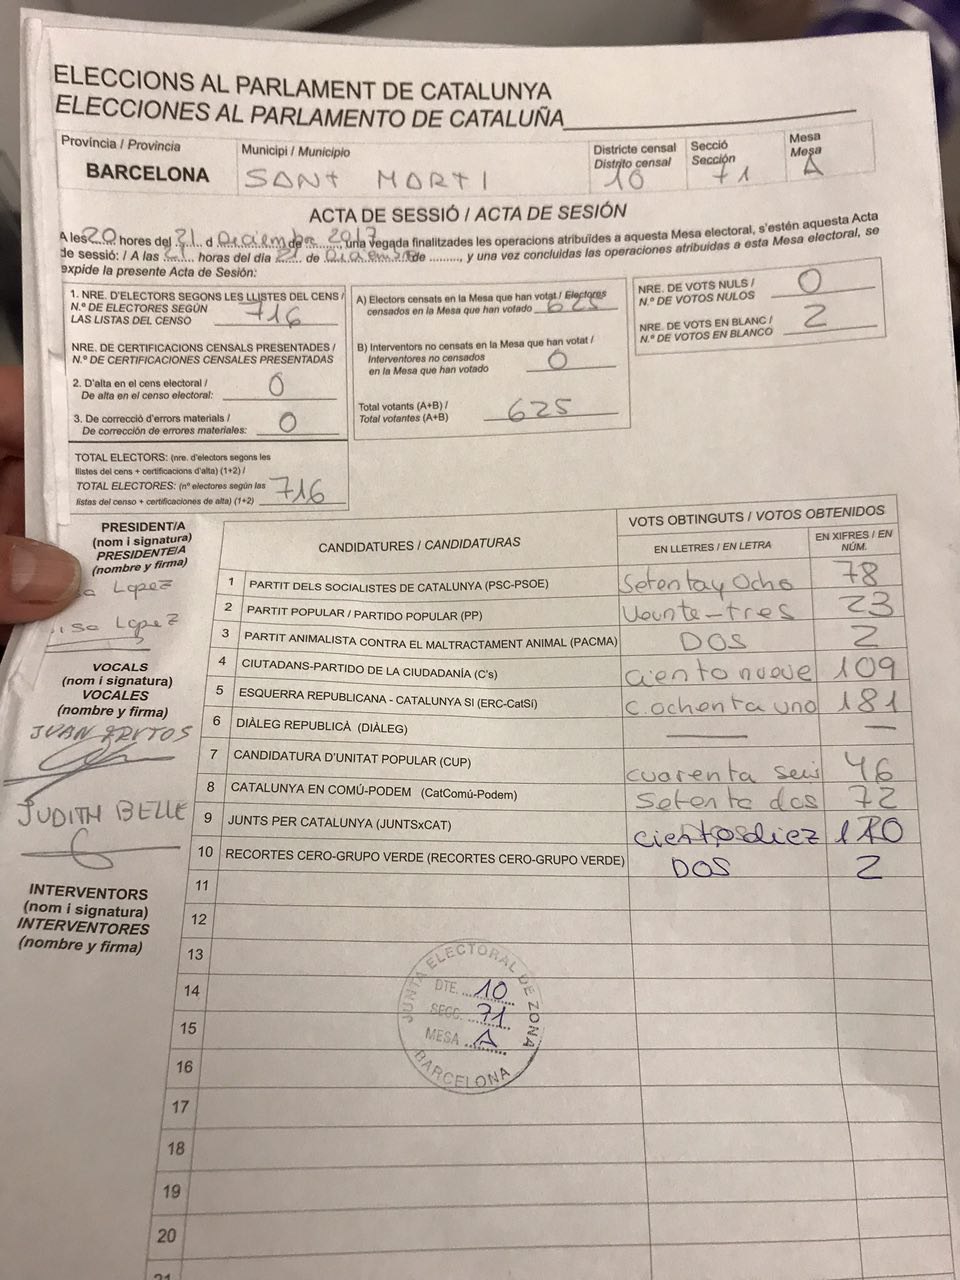 ELECCIONS AL PARLAMENT DE CATALUNYA
ELECCIONES AL PARLAMENTO DE CATALUÑA
Província / Provincia
BARCELONA
Municipi / Municipio
SANT MARTI
Districte censal
Distrito censal
10
Secció
Sección
71
Mesa
Mesa
A
ACTA DE SESSIÓ / ACTA DE SESIÓN
A les 20 hores del 21 d Diciembre de 2017 una vegada finalitzades les operacions atribuïdes a aquesta Mesa electoral, s'estén aquesta Acta
de sessió: / A las 21 horas del día 21 de Diciembre de ........., y una vez concluidas las operaciones atribuidas a esta Mesa electoral, se
expide la presente Acta de Sesión:
1. NRE. D'ELECTORS SEGONS LES LLISTES DEL CENS /
N.º DE ELECTORES SEGÚN
LAS LISTAS DEL CENSO
716
NRE. DE CERTIFICACIONS CENSALS PRESENTADES /
N.º DE CERTIFICACIONES CENSALES PRESENTADAS
2. D'alta en el cens electoral /
De alta en el censo electoral:
0
3. De correcció d'errors materials /
De corrección de errores materiales:
0
TOTAL ELECTORS: (nre. d'electors segons les
llistes del cens + certificacions d'alta) (1+2) /
TOTAL ELECTORES: (nº electores según las
listas del censo + certificaciones de alta) (1+2)
716
A) Electors censats en la Mesa que han votat / Electores
censados en la Mesa que han votado
625
B) Interventors no censats en la Mesa que han votat /
Interventores no censados
en la Mesa que han votado
0
Total votants (A+B) /
Total votantes (A+B)
625
NRE. DE VOTS NULS /
N.º DE VOTOS NULOS
0
NRE. DE VOTS EN BLANC /
N.º DE VOTOS EN BLANCO
2
PRESIDENT/A
(nom i signatura)
PRESIDENTE/A
(nombre y firma)
Lopez
Lopez
VOCALS
(nom i signatura)
VOCALES
(nombre y firma)
JUAN FRUTOS
JUDITH BELLE
INTERVENTORS
(nom i signatura)
INTERVENTORES
(nombre y firma)
CANDIDATURES / CANDIDATURAS
VOTS OBTINGUTS / VOTOS OBTENIDOS
EN LLETRES / EN LETRA
EN XIFRES / EN
NÚM.
1 PARTIT DELS SOCIALISTES DE CATALUNYA (PSC-PSOE) Setenta y Ocho 78
2 PARTIT POPULAR / PARTIDO POPULAR (PP) Vointe-tres 23
3 PARTIT ANIMALISTA CONTRA EL MALTRACTAMENT ANIMAL (PACMA) DOS 2
4 CIUTADANS-PARTIDO DE LA CIUDADANÍA (C's) ciento nueve 109
5 ESQUERRA REPUBLICANA - CATALUNYA SI (ERC-CatSí) c. ochenta uno 181
6 DIÀLEG REPUBLICÀ (DIÀLEG) — —
7 CANDIDATURA D'UNITAT POPULAR (CUP) cuarenta seis 46
8 CATALUNYA EN COMÚ-PODEM (CatComú-Podem) Setenta dos 72
9 JUNTS PER CATALUNYA (JUNTSxCAT) diez 110
10 RECORTES CERO-GRUPO VERDE (RECORTES CERO-GRUPO VERDE) DOS 2
11
12
13
14
15
16
17
18
19
20
21
JUNTA ELECTORAL DE ZONA
DTE. 10
SECC. 71
MESA A
BARCELONA